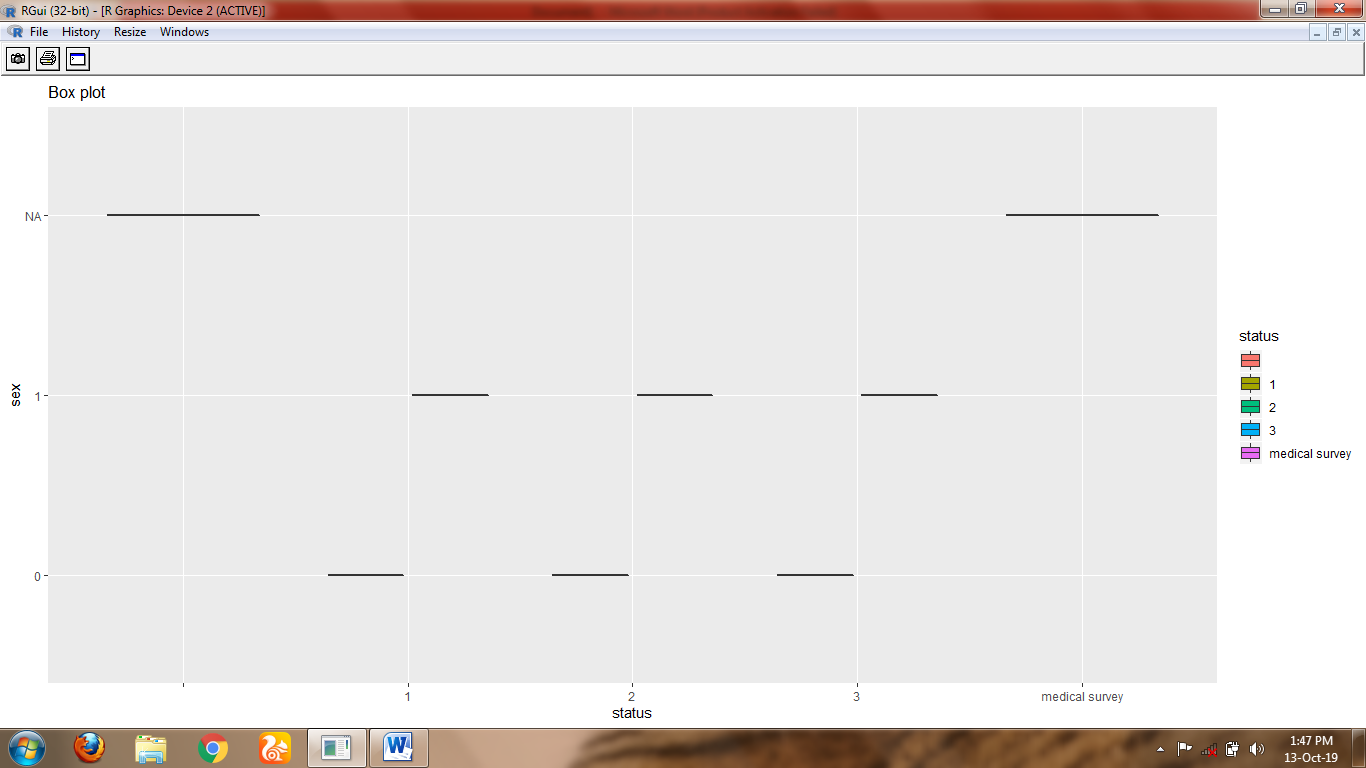 RGui (32-bit) - [R Graphics: Device 2 (ACTIVE)]
File History Resize Windows
Box plot
NA
1
0
sex
1 2 3 medical survey
status
status
1
2
3
medical survey
1:47 PM
13-Oct-19